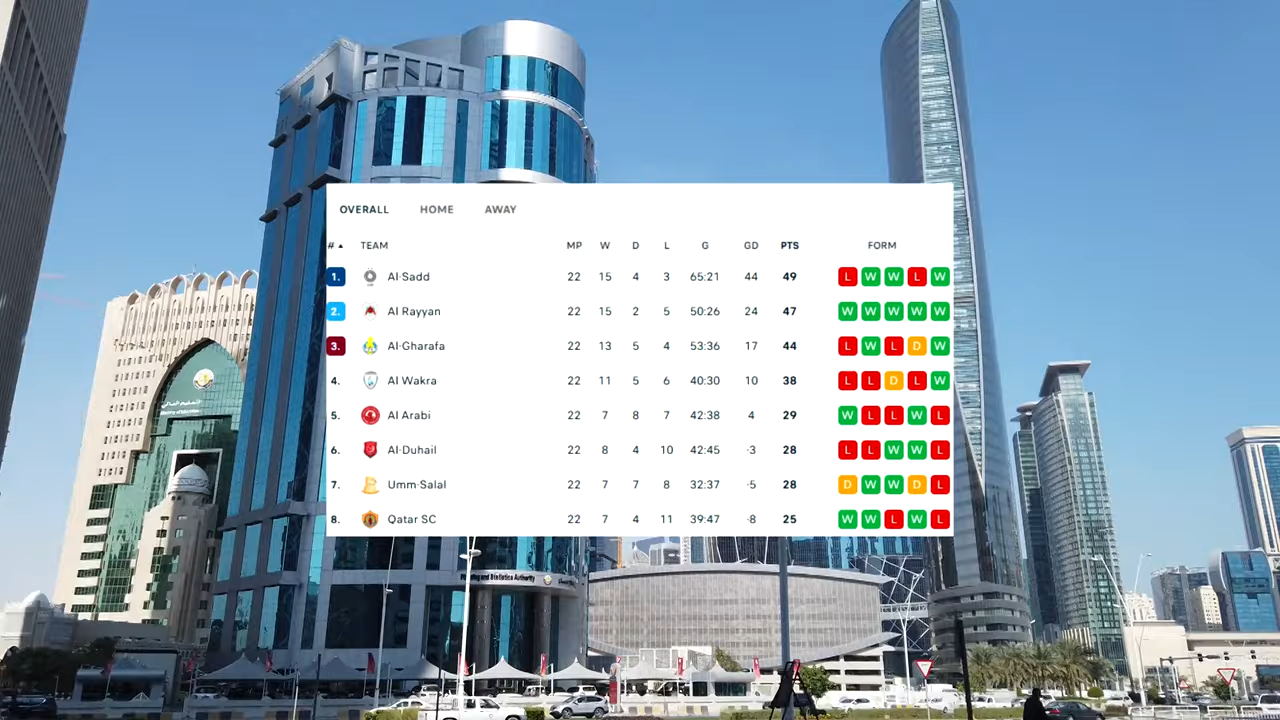 OVERALL HOME AWAY
# TEAM MP W D L G GD PTS FORM
1. Al-Sadd 22 15 4 3 65:21 44 49 L W W L W
2. Al Rayyan 22 15 2 5 50:26 24 47 W W W W W
3. Al-Gharafa 22 13 5 4 53:36 17 44 L W L D W
4. Al Wakra 22 11 5 6 40:30 10 38 L L D L W
5. Al Arabi 22 7 8 7 42:38 4 29 W L L W L
6. Al-Duhail 22 8 4 10 42:45 -3 28 L L W W L
7. Umm-Salal 22 7 7 8 32:37 -5 28 D W W D L
8. Qatar SC 22 7 4 11 39:47 -8 25 W W L W L
Planning and Statistics Authority